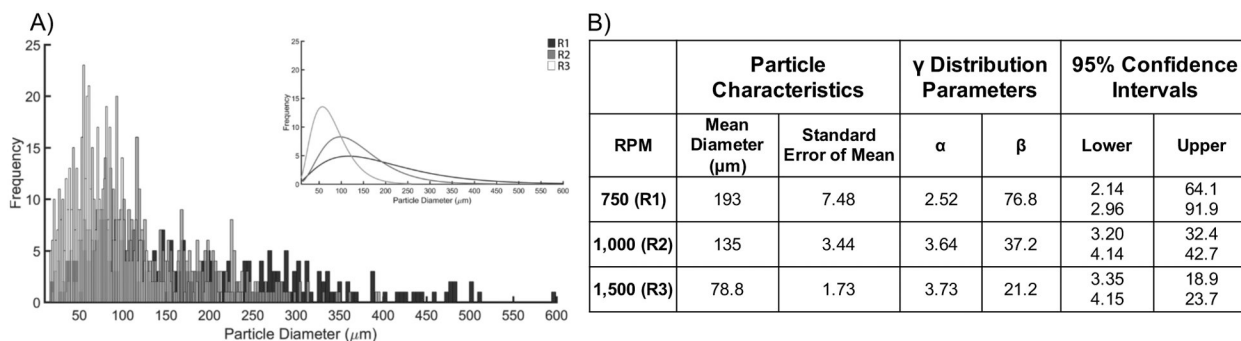 A)
25
20
15
10
5
0
Frequency
50 100 150 200 250 300 350 400 450 500 550 600
Particle Diameter (μm)
25
20
15
10
5
0
Frequency
50 100 150 200 250 300 350 400 450 500 550 600
Particle Diameter (μm)
R1
R2
R3
B)
Particle Characteristics
γ Distribution Parameters
95% Confidence Intervals
RPM
Mean Diameter (μm)
Standard Error of Mean
α
β
Lower
Upper
750 (R1) 193 7.48 2.52 76.8 2.14 64.1
2.96 91.9
1,000 (R2) 135 3.44 3.64 37.2 3.20 32.4
4.14 42.7
1,500 (R3) 78.8 1.73 3.73 21.2 3.35 18.9
4.15 23.7